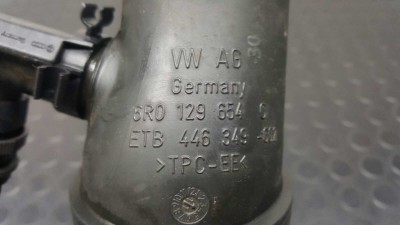 VW AG
Germany
6R0 129 654 C
ETB 446 349
>TPC-EE<